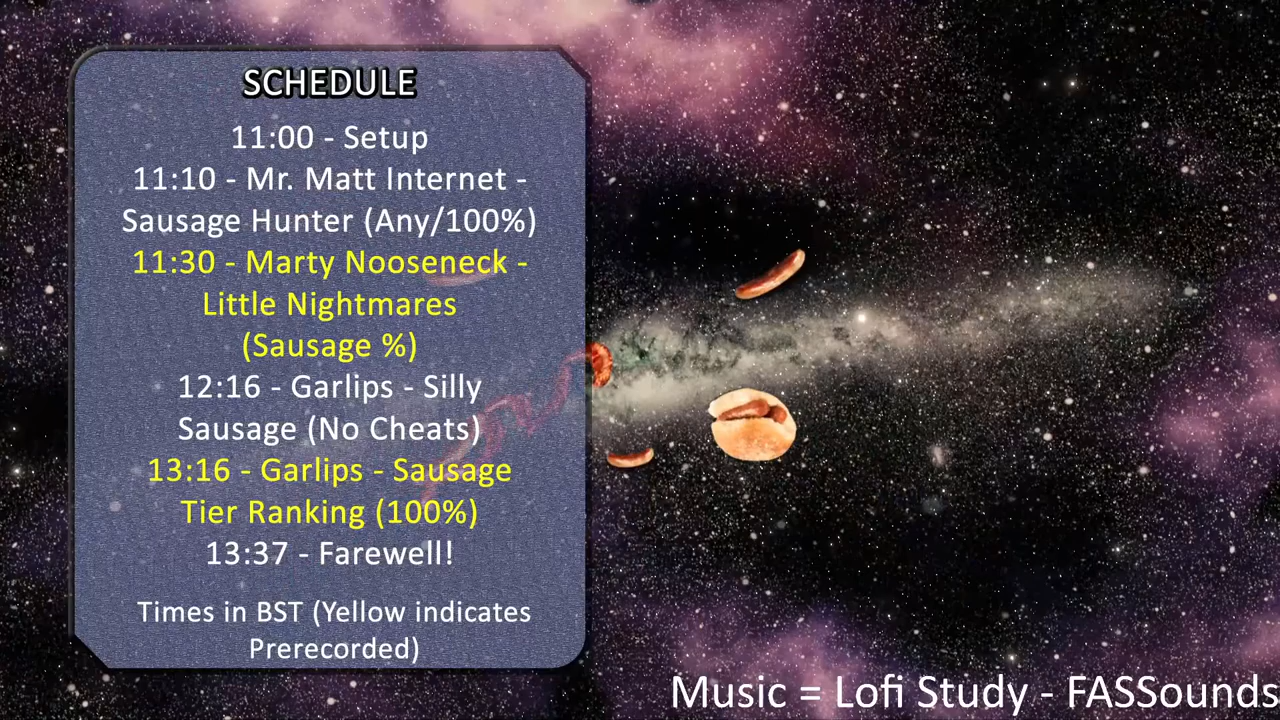 SCHEDULE
11:00 - Setup
11:10 - Mr. Matt Internet -
Sausage Hunter (Any/100%)
11:30 - Marty Nooseneck -
Little Nightmares
(Sausage %)
12:16 - Garlips - Silly
Sausage (No Cheats)
13:16 - Garlips - Sausage
Tier Ranking (100%)
13:37 - Farewell!
Times in BST (Yellow indicates
Prerecorded)
Music = Lofi Study - FASSounds